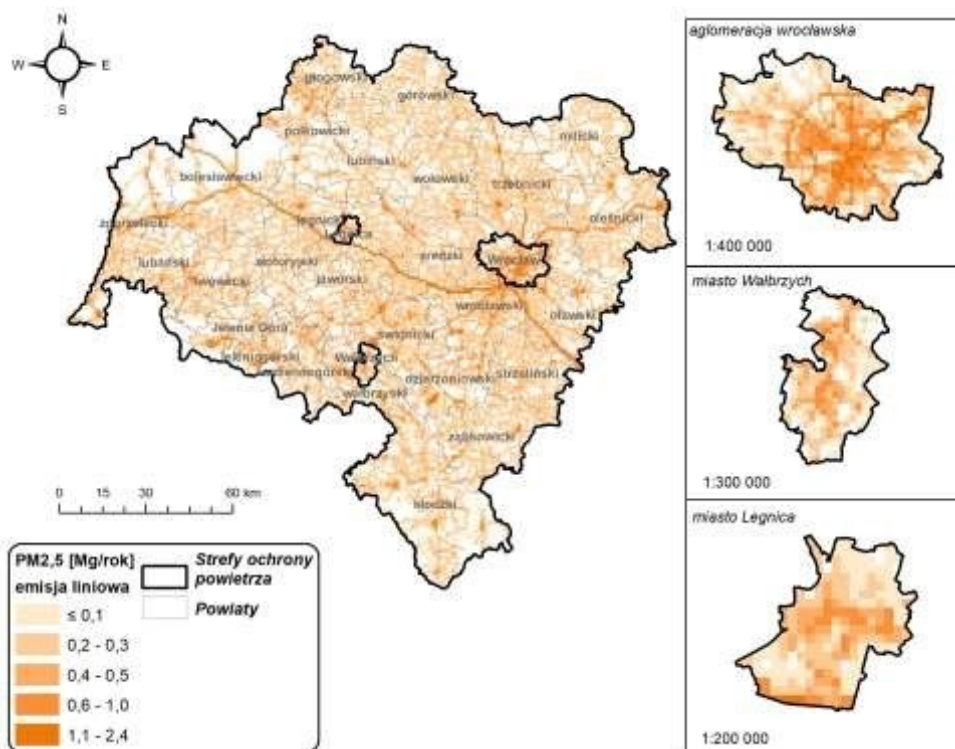 N
W E
S
głogowski
górowski
polkowicki
milicki
lubiński
wołowski
bolesławiecki
trzebnicki
oleśnicki
legnicki
Legnica
zgorzelecki
średzki
Wrocław
lubański
złotoryjski
jaworski
lwówecki
wrocławski
oławski
Jelenia Góra
świdnicki
jeleniogórski
Wałbrzych
kamiennogórski
dzierżoniowski
strzeliński
wałbrzyski
ząbkowicki
kłodzki
0 15 30 60 km
PM2,5 [Mg/rok]
emisja liniowa
≤ 0,1
0,2 - 0,3
0,4 - 0,5
0,6 - 1,0
1,1 - 2,4
Strefy ochrony
powietrza
Powiaty
aglomeracja wrocławska
1:400 000
miasto Wałbrzych
1:300 000
miasto Legnica
1:200 000